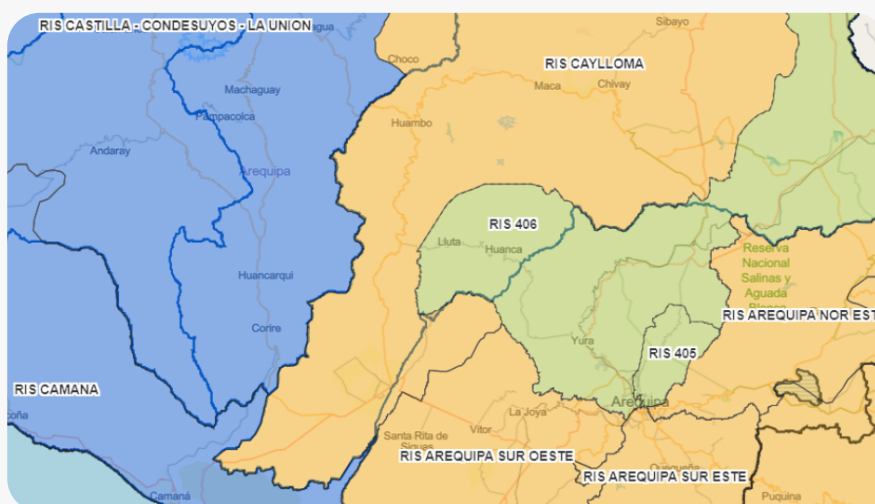 RIS CASTILLA - CONDESUYOS - LA UNION
Sibayo
Choco
RIS CAYLLOMA
Machaguay
Maca
Chivay
Pampacolca
Huambo
Andaray
Arequipa
RIS 406
Lluta
Huanca
Reserva
Nacional
Salinas y
Aguada
Huancarqui
RIS AREQUIPA NOR EST
Corire
Yura
RIS 405
RIS CAMANA
Arequipa
La Joya
Vitor
Santa Rita de
Siguas
RIS AREQUIPA SUR OESTE
RIS AREQUIPA SUR ESTE
Camaná
Puquina